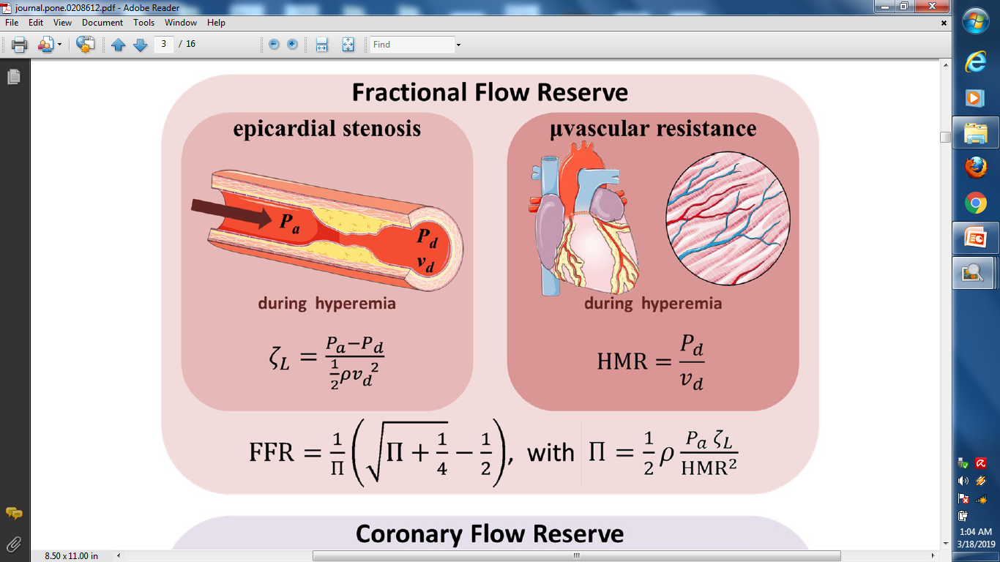 journal.pone.0208612.pdf - Adobe Reader
File Edit View Document Tools Window Help
3 / 16 Find
Fractional Flow Reserve
epicardial stenosis
μvascular resistance
Pa
Pd
vd
during hyperemia
during hyperemia
ζL = (Pa−Pd)/(1/2 ρvd²)
HMR = Pd/vd
FFR = 1/Π (√(Π + 1/4) − 1/2), with Π = 1/2 ρ Pa ζL/HMR²
Coronary Flow Reserve
8.50 x 11.00 in
1:04 AM
3/18/2019